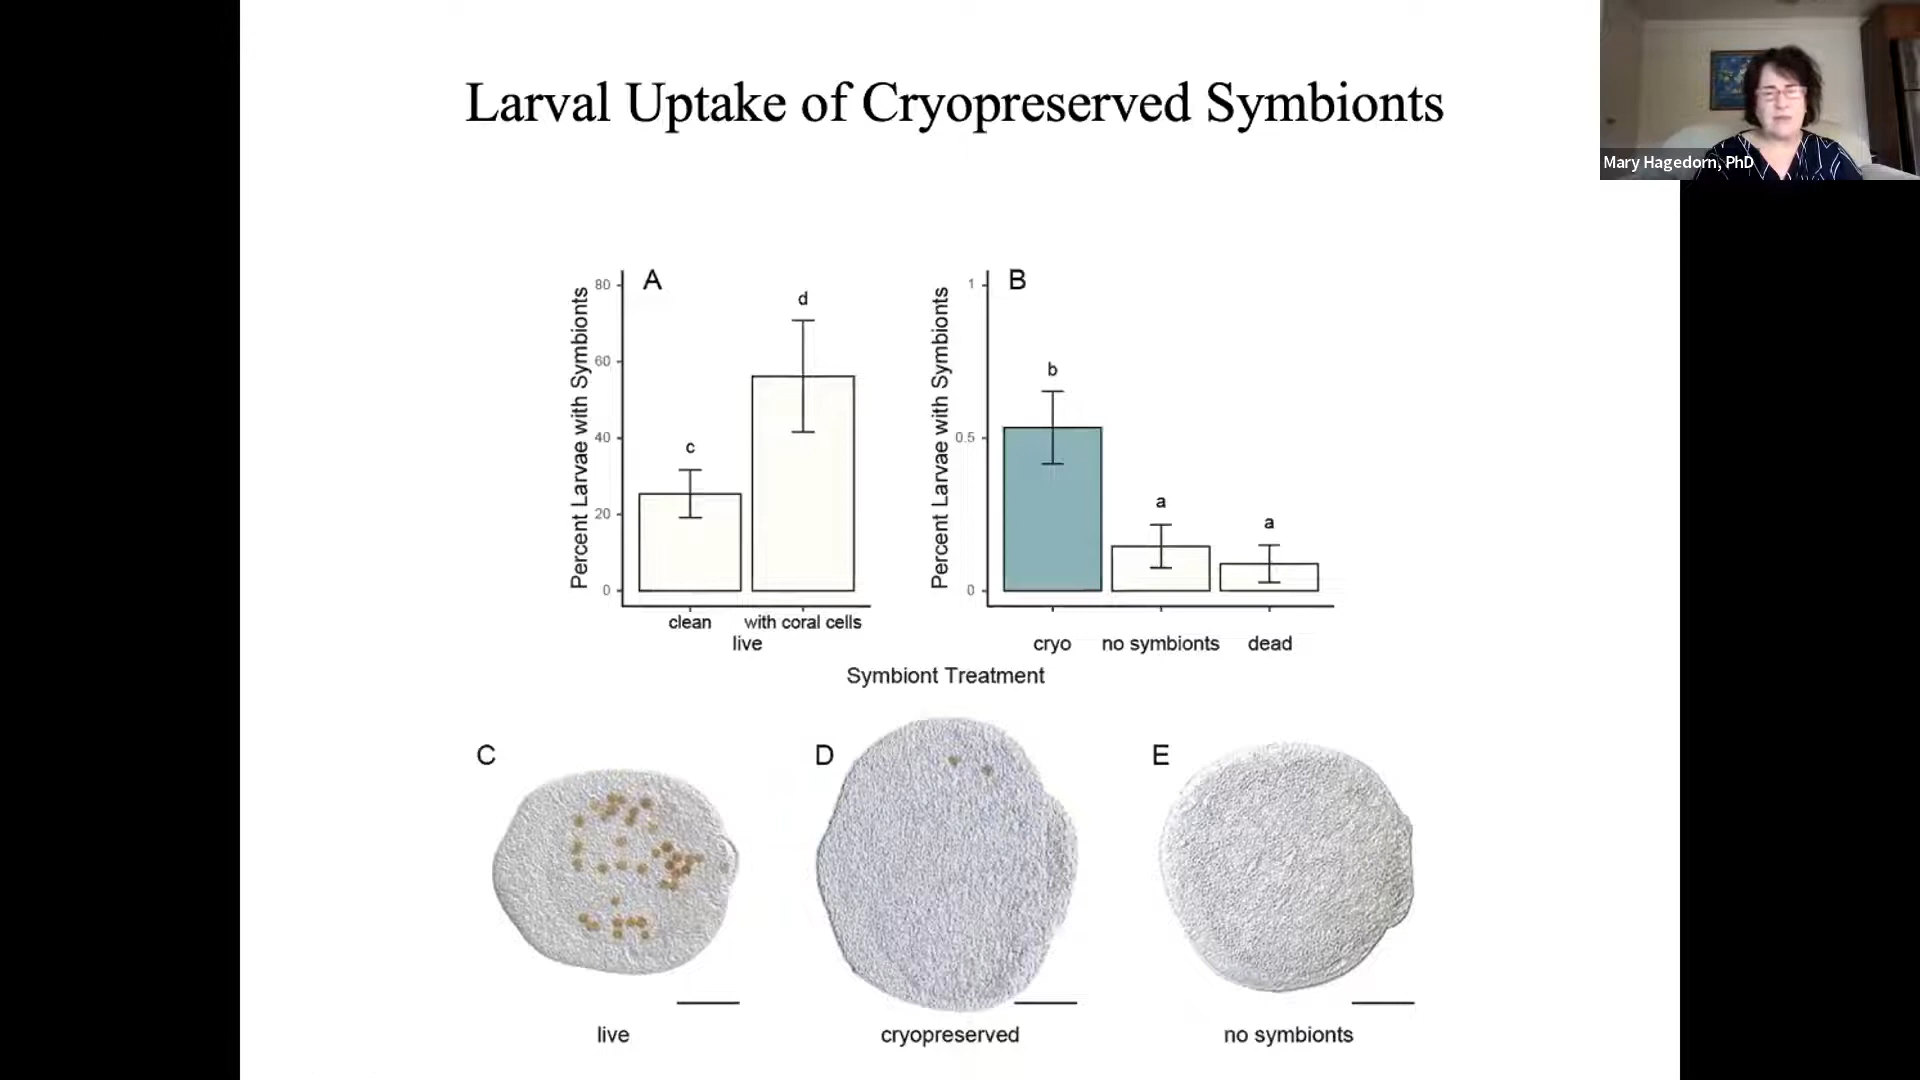 Larval Uptake of Cryopreserved Symbionts
Mary Hagedorn, PhD
A
Percent Larvae with Symbionts
80
60
40
20
0
c
d
clean
with coral cells
live
B
Percent Larvae with Symbionts
1
0.5
0
b
a
a
cryo
no symbionts
dead
Symbiont Treatment
C
D
E
live
cryopreserved
no symbionts